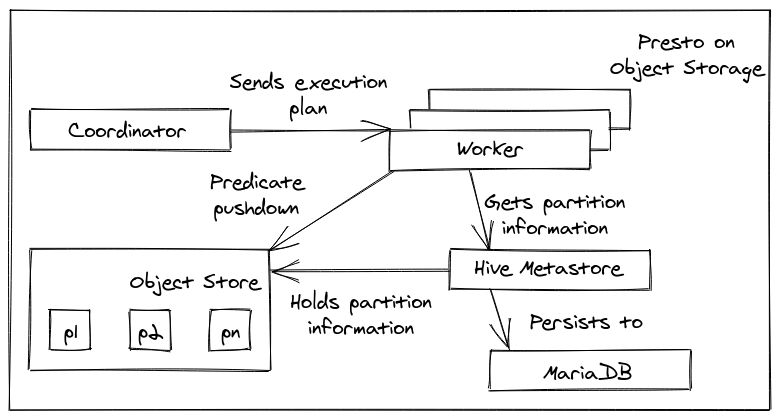 Presto on
Object Storage
Sends execution
plan
Coordinator
Worker
Predicate
pushdown
Gets partition
information
Object Store
Hive Metastore
p1
p2
pn
Holds partition
information
Persists to
MariaDB